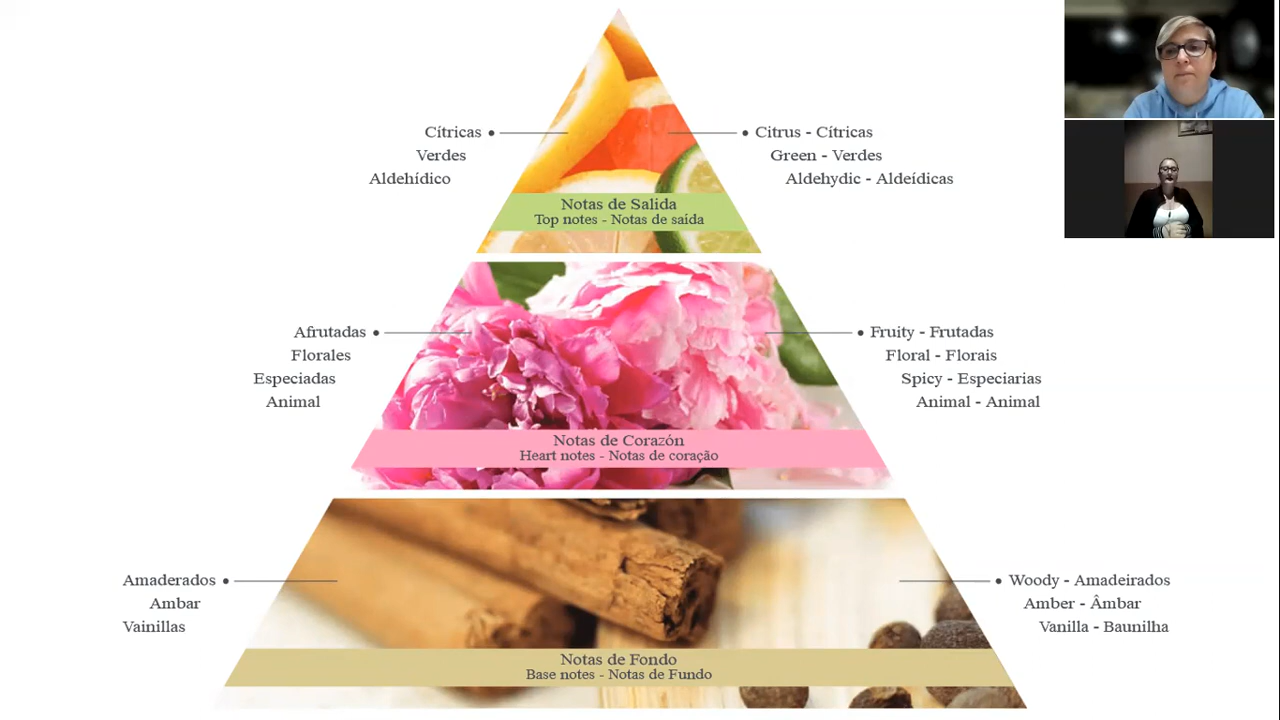 Cítricas
Verdes
Aldehídico
Citrus - Cítricas
Green - Verdes
Aldehydic - Aldeídicas
Notas de Salida
Top notes - Notas de saída
Afrutadas
Florales
Especiadas
Animal
Fruity - Frutadas
Floral - Florais
Spicy - Especiarias
Animal - Animal
Notas de Corazón
Heart notes - Notas de coração
Amaderados
Ambar
Vainillas
Woody - Amadeirados
Amber - Âmbar
Vanilla - Baunilha
Notas de Fondo
Base notes - Notas de Fundo